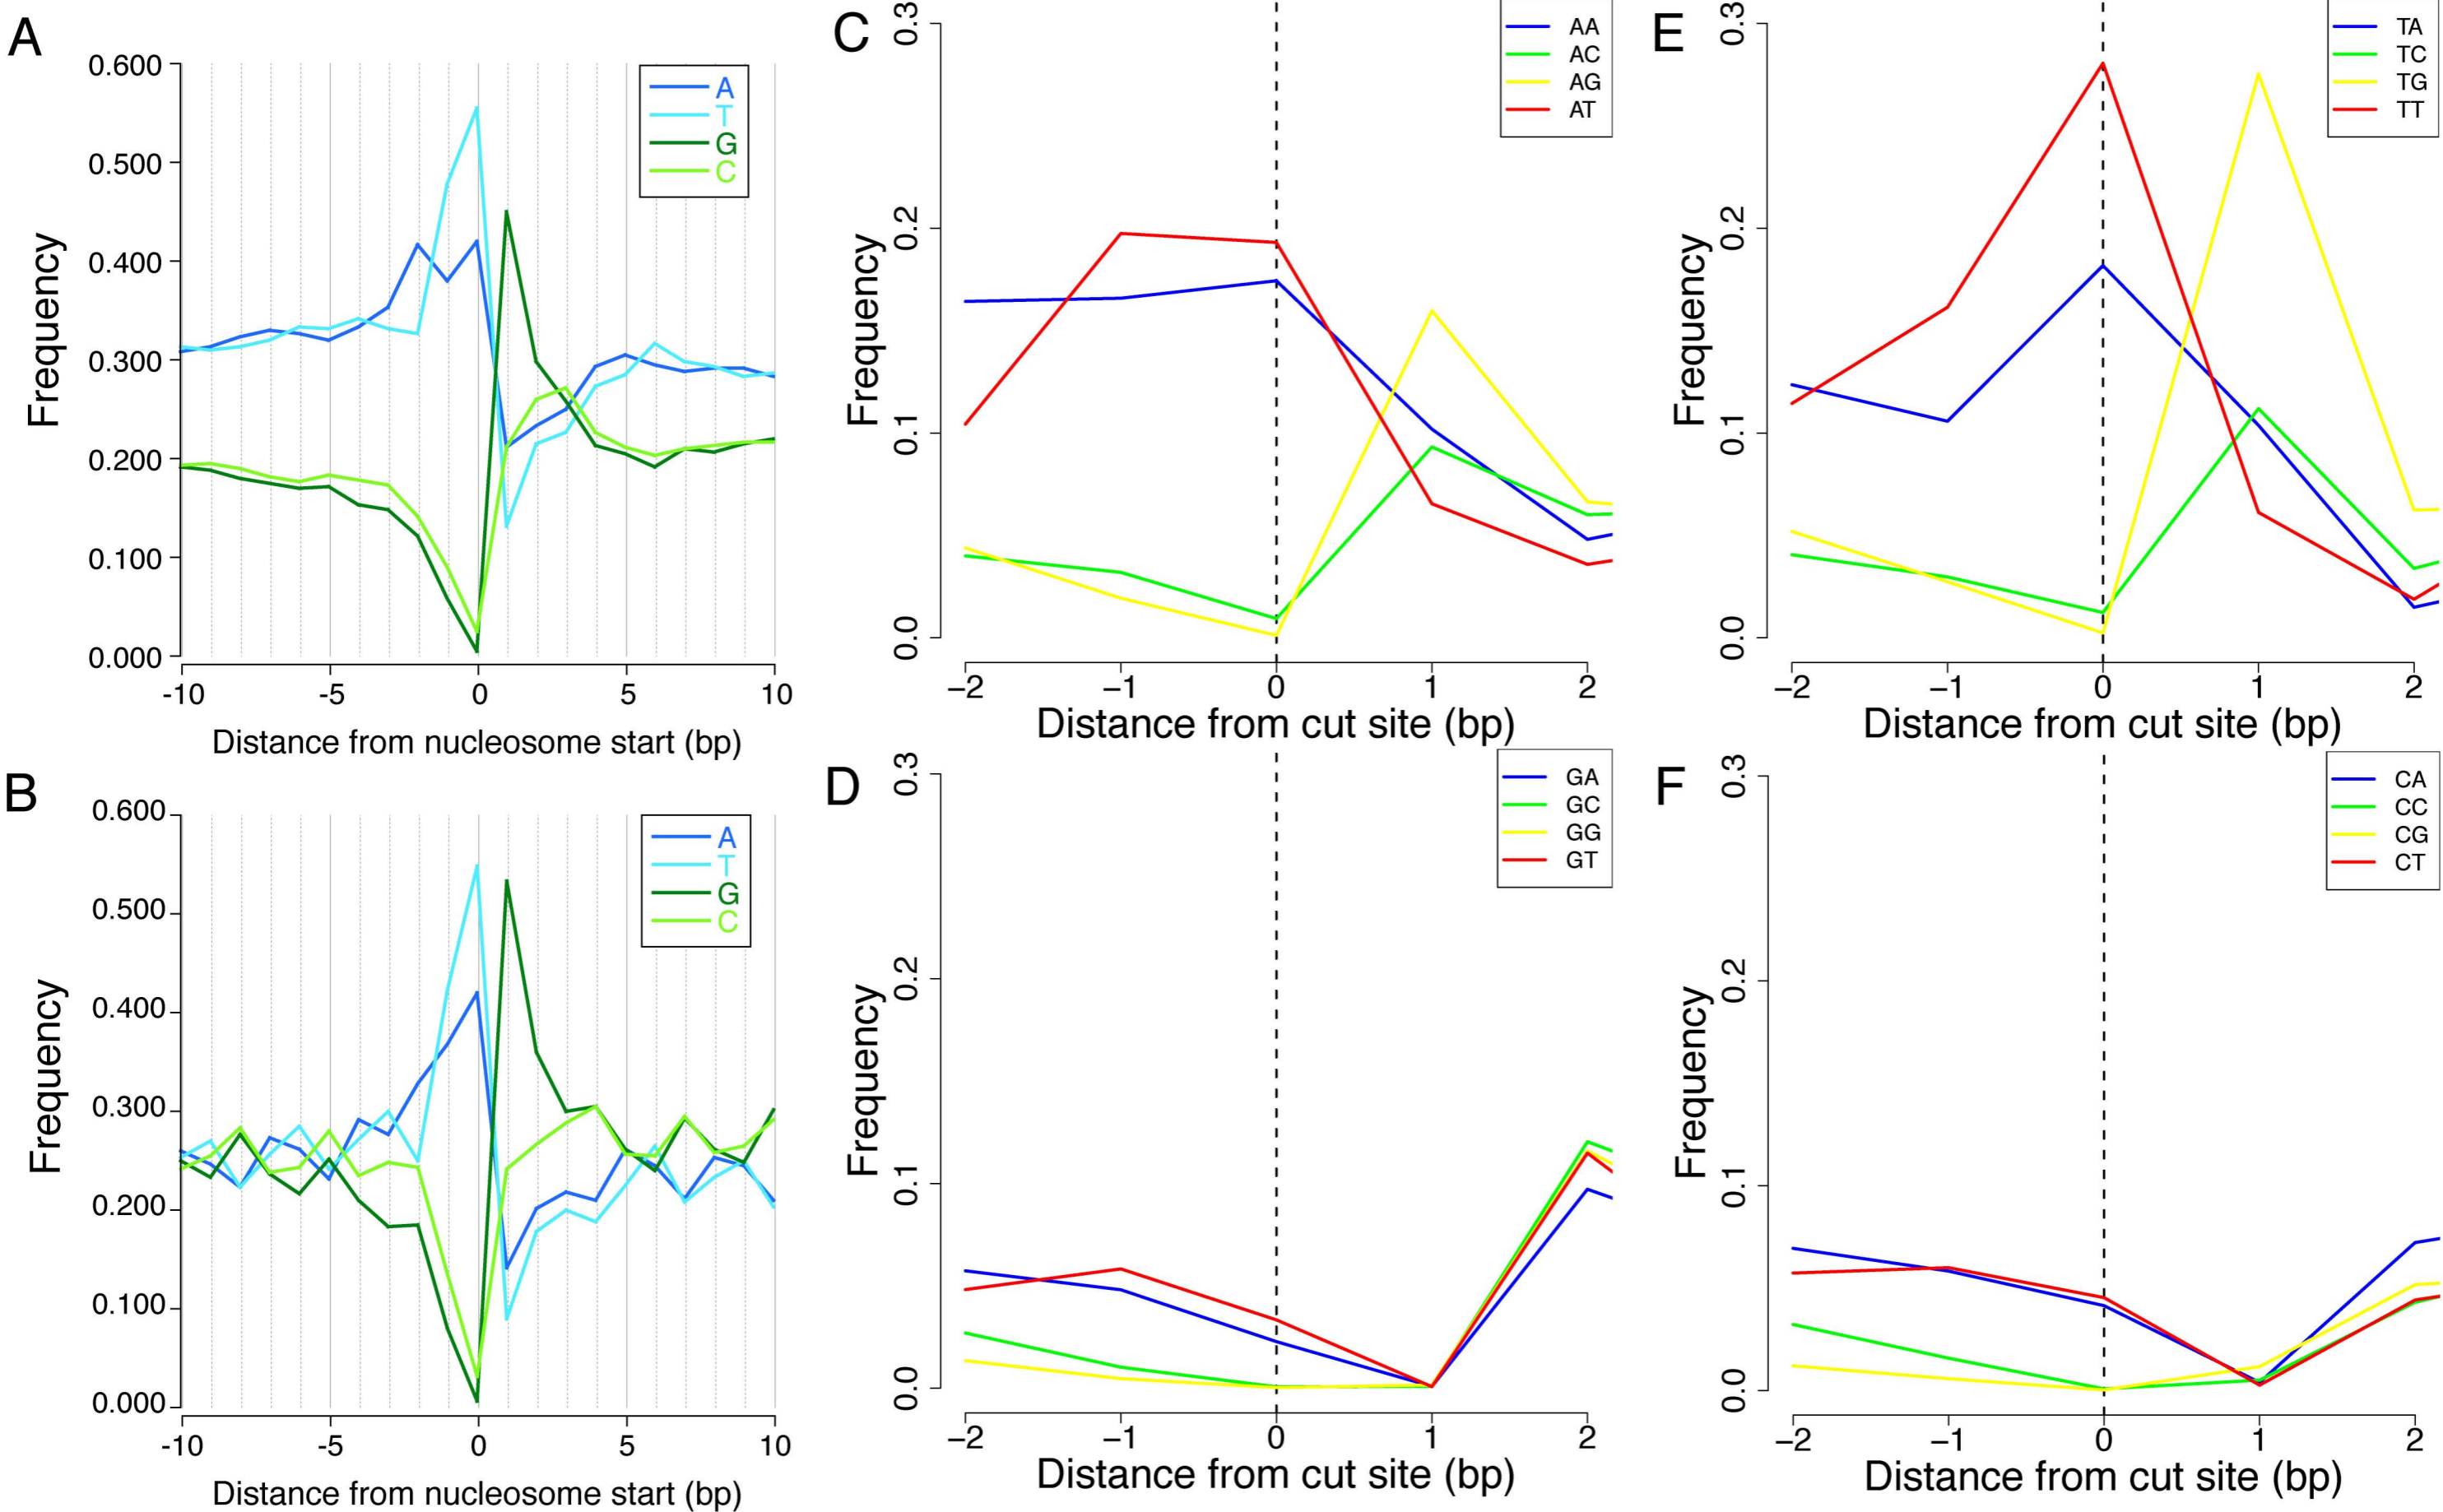 A
0.600
0.500
0.400
0.300
0.200
0.100
0.000
Frequency
A
T
G
C
-10
-5
0
5
10
Distance from nucleosome start (bp)
C
0.3
0.2
0.1
0.0
Frequency
AA
AC
AG
AT
−2
−1
0
1
2
Distance from cut site (bp)
E
0.3
0.2
0.1
0.0
Frequency
TA
TC
TG
TT
−2
−1
0
1
2
Distance from cut site (bp)
B
0.600
0.500
0.400
0.300
0.200
0.100
0.000
Frequency
A
T
G
C
-10
-5
0
5
10
Distance from nucleosome start (bp)
D
0.3
0.2
0.1
0.0
Frequency
GA
GC
GG
GT
−2
−1
0
1
2
Distance from cut site (bp)
F
0.3
0.2
0.1
0.0
Frequency
CA
CC
CG
CT
−2
−1
0
1
2
Distance from cut site (bp)